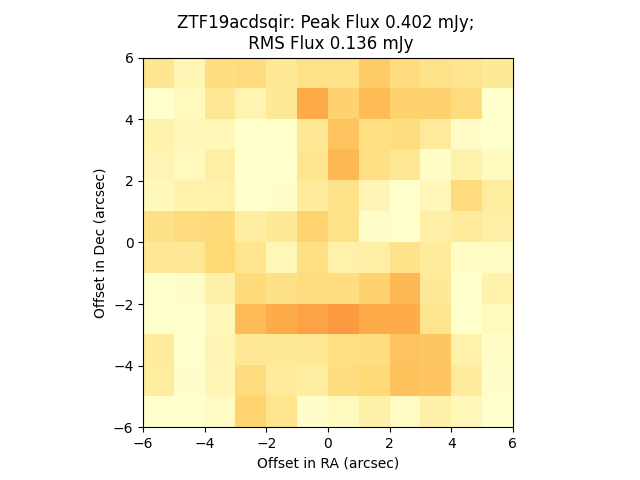 ZTF19acdsqir: Peak Flux 0.402 mJy;
RMS Flux 0.136 mJy
6
4
2
0
−2
−4
−6
Offset in Dec (arcsec)
−6 −4 −2 0 2 4 6
Offset in RA (arcsec)